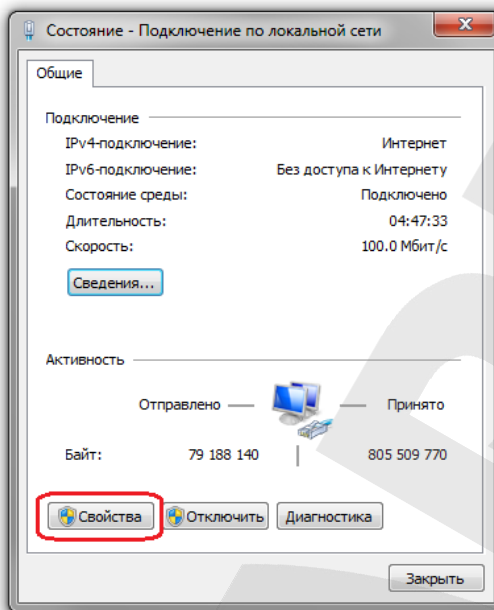 Состояние - Подключение по локальной сети
Общие
Подключение
IPv4-подключение: Интернет
IPv6-подключение: Без доступа к Интернету
Состояние среды: Подключено
Длительность: 04:47:33
Скорость: 100.0 Мбит/с
Сведения...
Активность
Отправлено — — Принято
Байт: 79 188 140 | 805 509 770
Свойства Отключить Диагностика
Закрыть